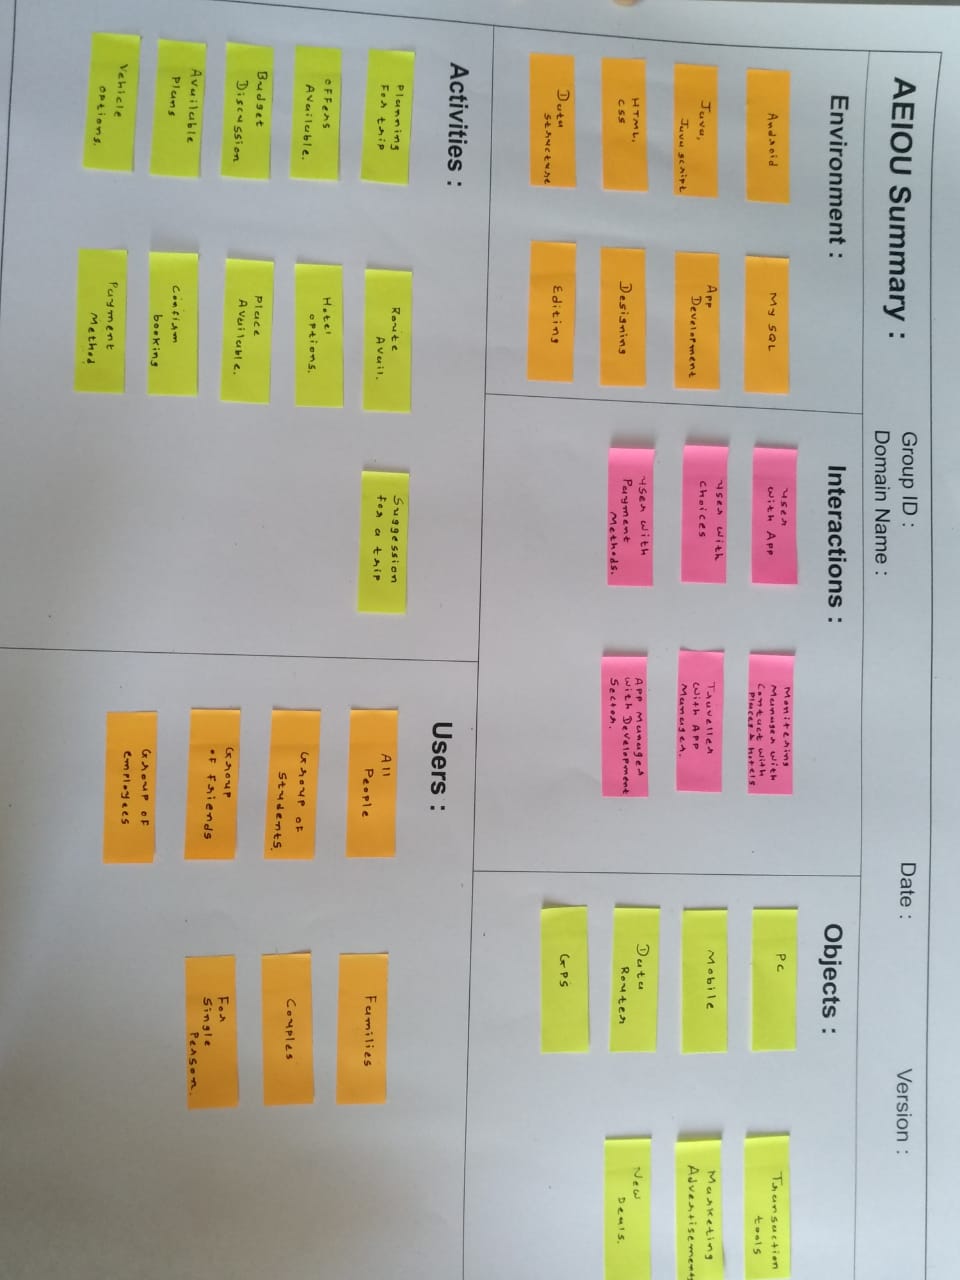 AEIOU Summary :
Group ID :
Domain Name :
Date :
Version :
Environment :
Android
My SQL
Java,
Java script
App
Development
HTML,
CSS
Designing
Data
structure
Editing
Interactions :
User
with App
Monitering
Manager with
Contact with
Places & Hotels
User with
choices
Traveller
with App
Manager.
User with
Payment
Methods.
App Manager
with Development
Sector.
Objects :
PC
Transaction
tools
Mobile
Marketing
Advertisement
Data
Router
New
Deals.
GPS
Activities :
Planning
For trip
Route
Avail.
Suggession
for a trip
Offers
Available.
Hotel
options.
Budget
Discussion
Place
Available.
Available
Plans
Confirm
booking
Vehicle
options.
Payment
Method
Users :
All
People
Families
Group of
Students.
Couples
Group
of friends
For
Single
Person.
Group of
employees